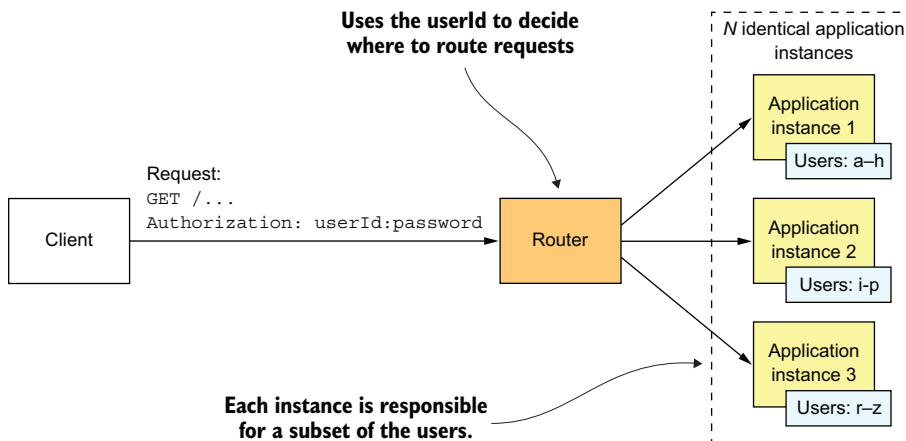 Uses the userId to decide
where to route requests
N identical application
instances
Application
instance 1
Users: a–h
Request:
GET /...
Authorization: userId:password
Client
Router
Application
instance 2
Users: i-p
Application
instance 3
Users: r–z
Each instance is responsible
for a subset of the users.